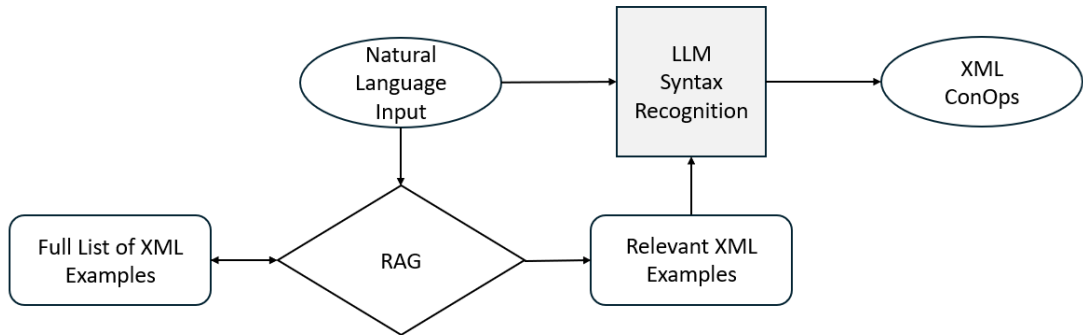 Natural
Language
Input
LLM
Syntax
Recognition
XML
ConOps
Full List of XML
Examples
RAG
Relevant XML
Examples